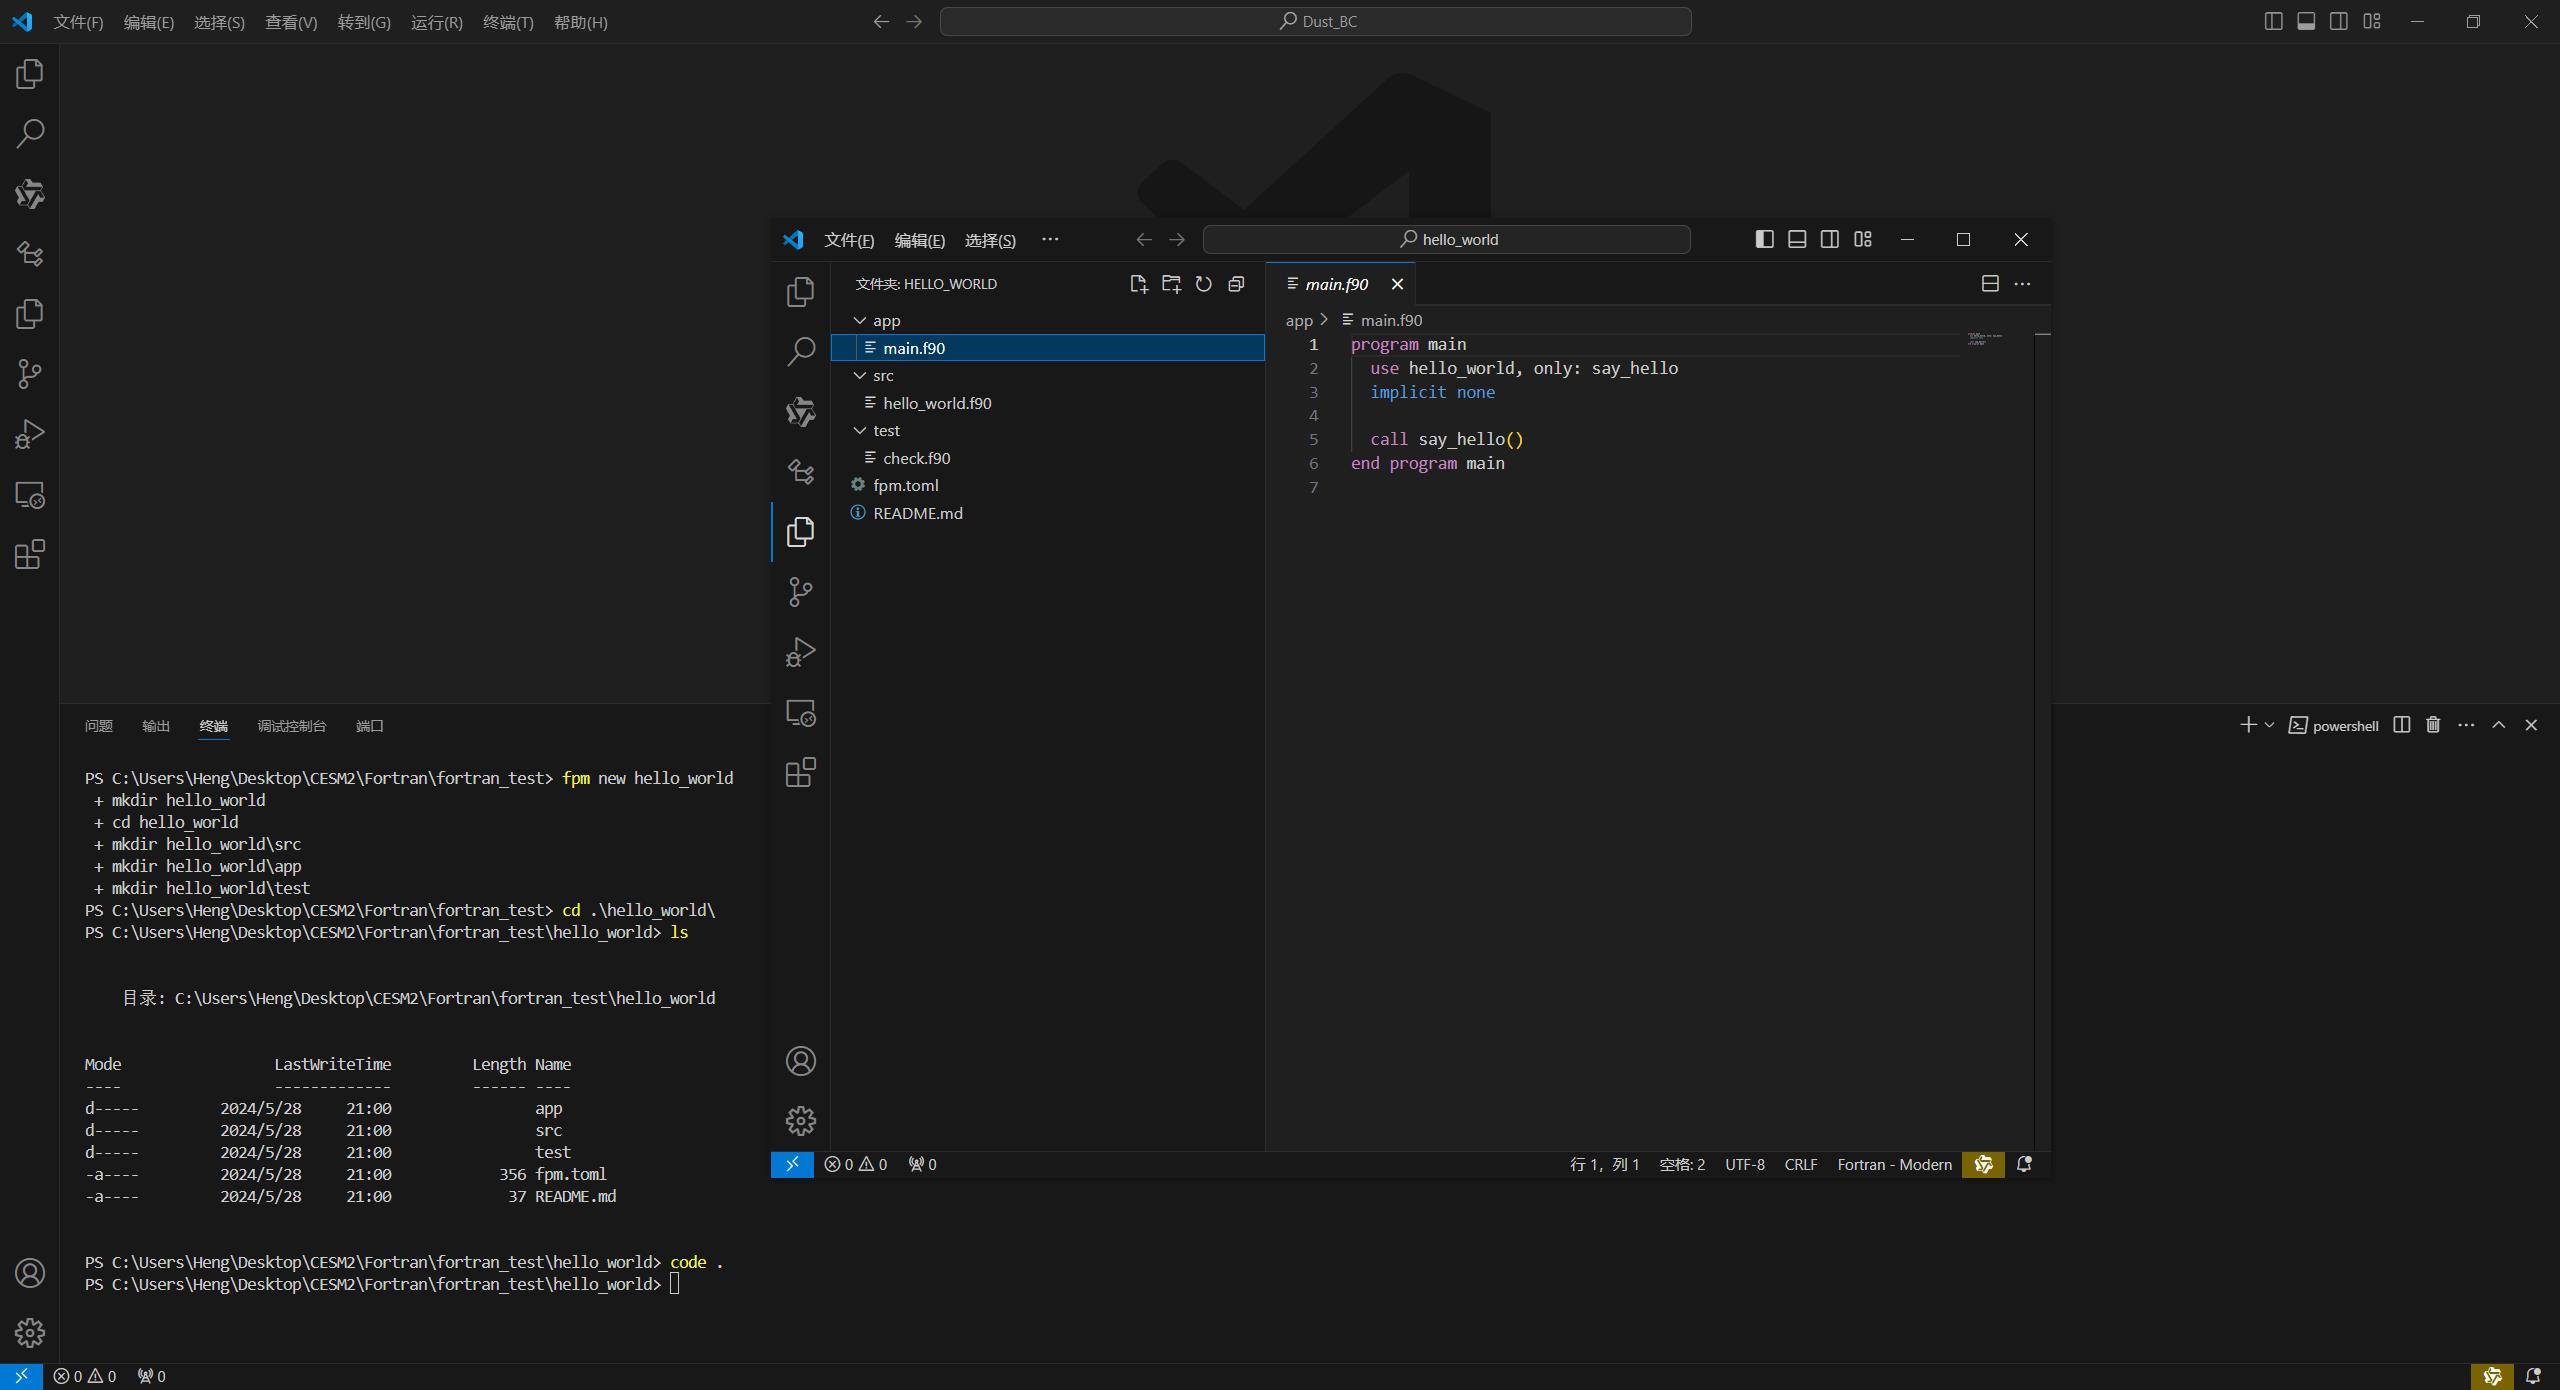 文件(F) 编辑(E) 选择(S) 查看(V) 转到(G) 运行(R) 终端(T) 帮助(H) Dust_BC
文件(F) 编辑(E) 选择(S) ··· hello_world
文件夹: HELLO_WORLD
app
main.f90
src
hello_world.f90
test
check.f90
fpm.toml
README.md
main.f90
app > main.f90
1 program main
2 use hello_world, only: say_hello
3 implicit none
4
5 call say_hello()
6 end program main
7
0 0 0 行 1，列 1 空格: 2 UTF-8 CRLF Fortran - Modern
问题 输出 终端 调试控制台 端口 powershell
PS C:\Users\Heng\Desktop\CESM2\Fortran\fortran_test> fpm new hello_world
+ mkdir hello_world
+ cd hello_world
+ mkdir hello_world\src
+ mkdir hello_world\app
+ mkdir hello_world\test
PS C:\Users\Heng\Desktop\CESM2\Fortran\fortran_test> cd .\hello_world\
PS C:\Users\Heng\Desktop\CESM2\Fortran\fortran_test\hello_world> ls
目录: C:\Users\Heng\Desktop\CESM2\Fortran\fortran_test\hello_world
Mode LastWriteTime Length Name
---- ------------- ------ ----
d----- 2024/5/28 21:00 app
d----- 2024/5/28 21:00 src
d----- 2024/5/28 21:00 test
-a---- 2024/5/28 21:00 356 fpm.toml
-a---- 2024/5/28 21:00 37 README.md
PS C:\Users\Heng\Desktop\CESM2\Fortran\fortran_test\hello_world> code .
PS C:\Users\Heng\Desktop\CESM2\Fortran\fortran_test\hello_world>
0 0 0